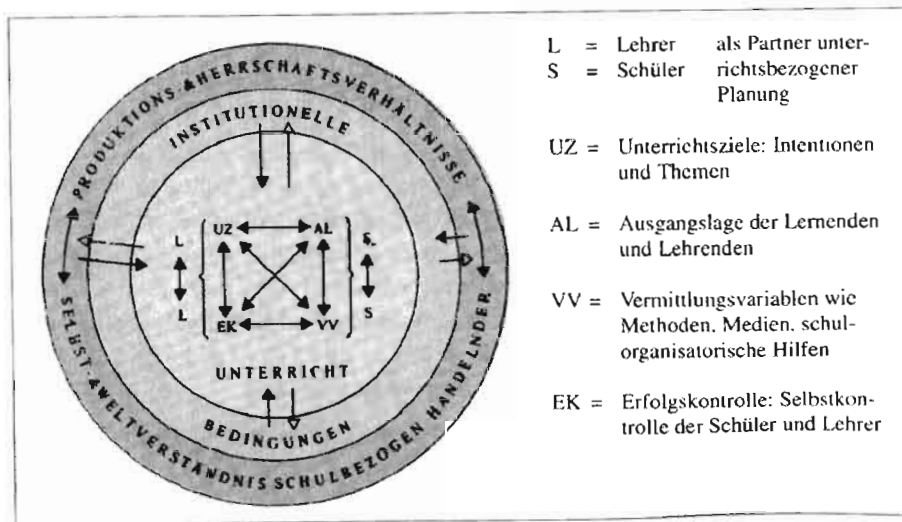 PRODUKTIONS-&HERRSCHAFTSVERHÄLTNISSE
INSTITUTIONELLE
L UZ AL S
L EK VV S
UNTERRICHT
BEDINGUNGEN
SELBST-&WELTVERSTÄNDNIS SCHULBEZOGEN HANDELNDER
L = Lehrer als Partner unter-
S = Schüler richtsbezogener
Planung
UZ = Unterrichtsziele: Intentionen
und Themen
AL = Ausgangslage der Lernenden
und Lehrenden
VV = Vermittlungsvariablen wie
Methoden, Medien, schul-
organisatorische Hilfen
EK = Erfolgskontrolle: Selbstkon-
trolle der Schüler und Lehrer